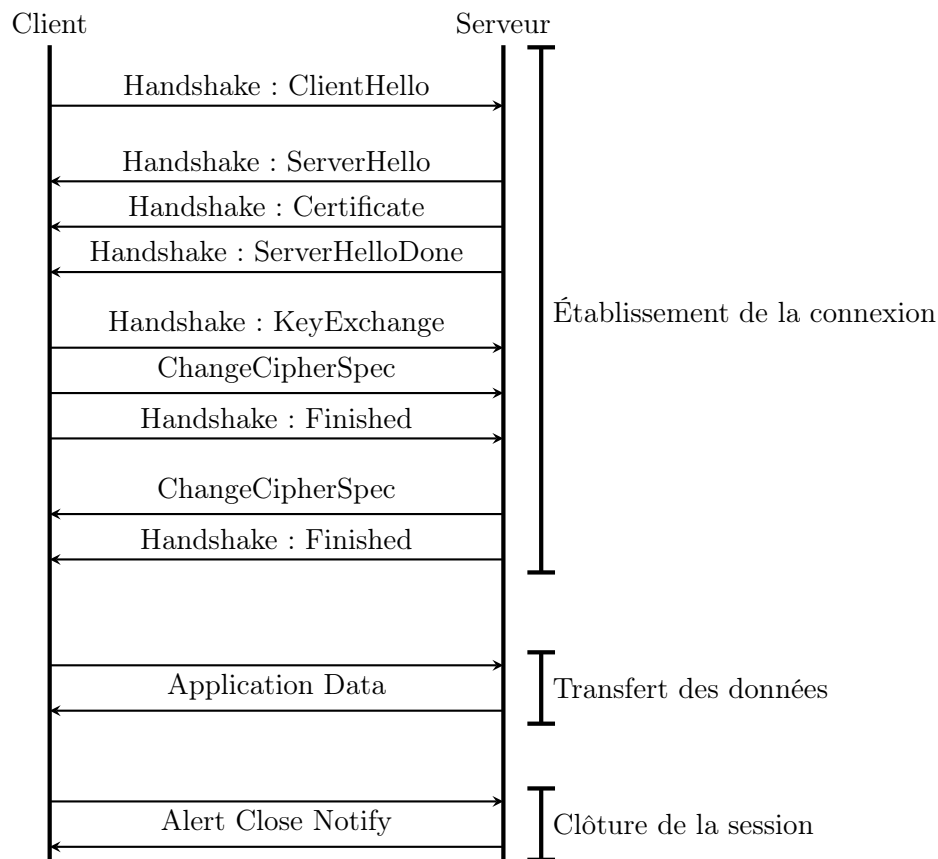 Client
Serveur
Handshake : ClientHello
Handshake : ServerHello
Handshake : Certificate
Handshake : ServerHelloDone
Établissement de la connexion
Handshake : KeyExchange
ChangeCipherSpec
Handshake : Finished
ChangeCipherSpec
Handshake : Finished
Application Data
Transfert des données
Alert Close Notify
Clôture de la session